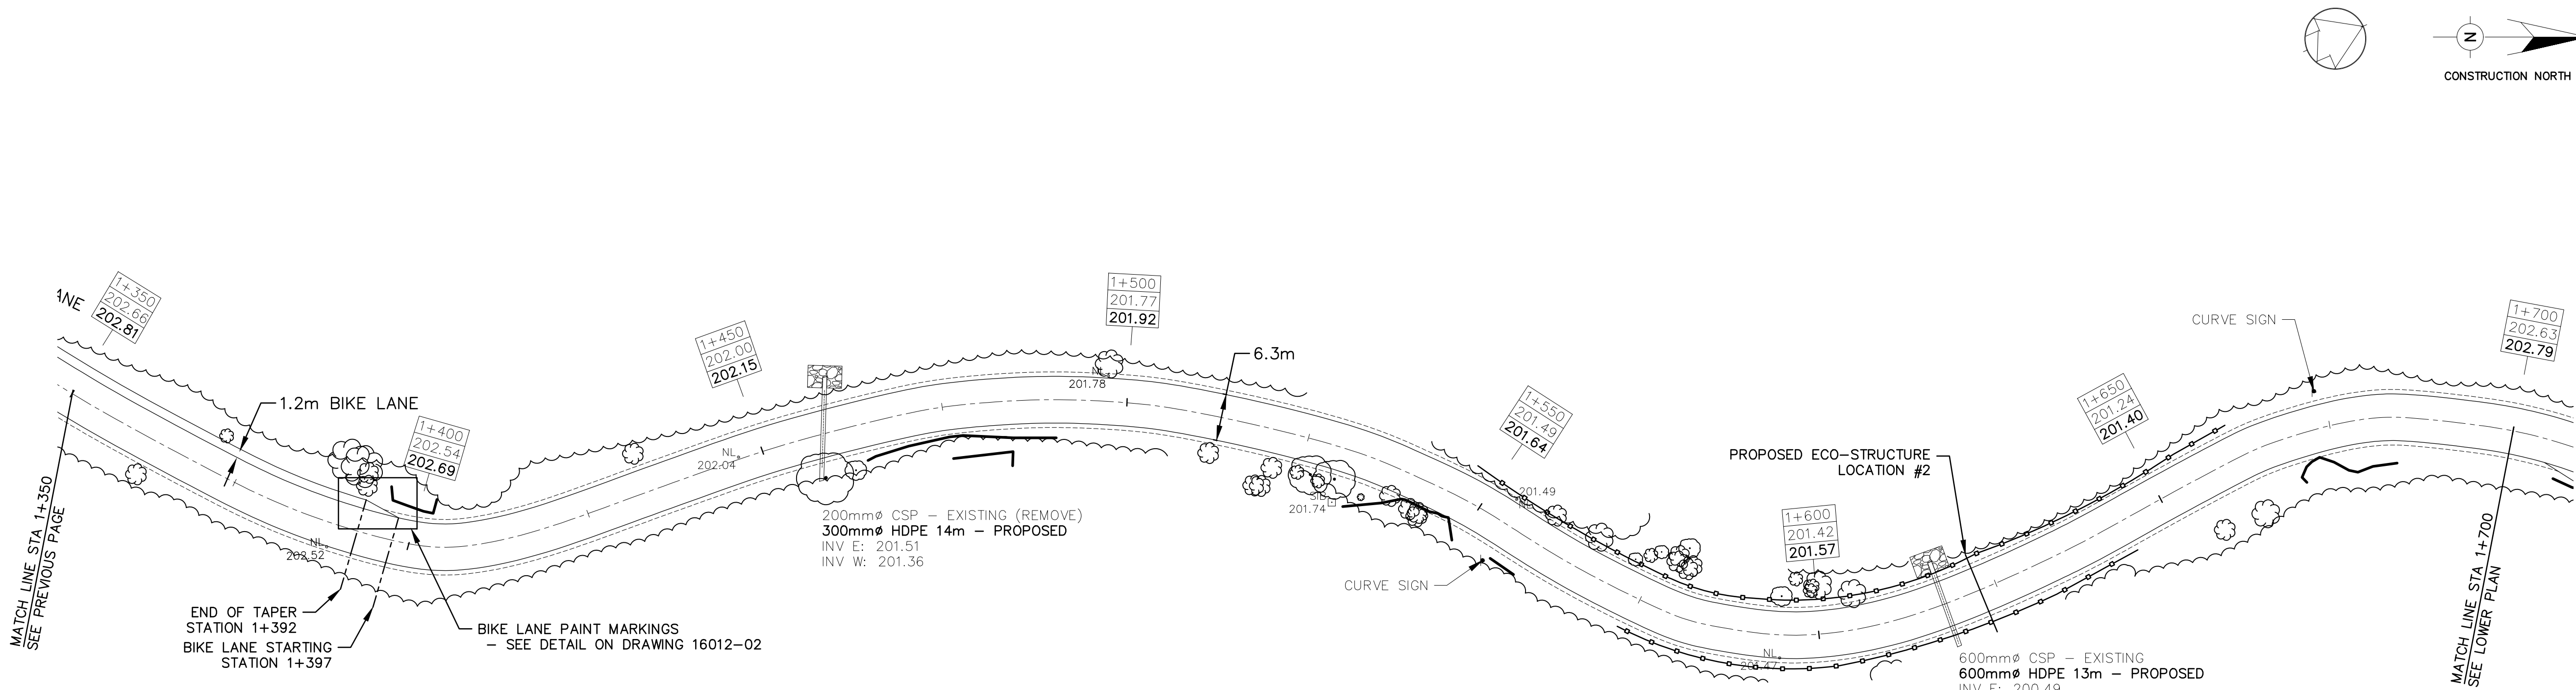 N
CONSTRUCTION NORTH
ANE
1+350
202.66
202.81
1.2m BIKE LANE
1+400
202.54
202.69
1+450
202.00
202.15
1+500
201.77
201.92
6.3m
1+550
201.49
201.64
1+600
201.42
201.57
1+650
201.24
201.40
1+700
202.63
202.79
CURVE SIGN
NL
202.52
NL
202.04
201.78
SIB
201.74
201.49
NL
201.47
MATCH LINE STA 1+350
SEE PREVIOUS PAGE
END OF TAPER
STATION 1+392
BIKE LANE STARTING
STATION 1+397
BIKE LANE PAINT MARKINGS
– SEE DETAIL ON DRAWING 16012–02
200mmø CSP – EXISTING (REMOVE)
300mmø HDPE 14m – PROPOSED
INV E: 201.51
INV W: 201.36
CURVE SIGN
PROPOSED ECO–STRUCTURE
LOCATION #2
600mmø CSP – EXISTING
600mmø HDPE 13m – PROPOSED
INV E: 200.49
MATCH LINE STA 1+700
SEE LOWER PLAN